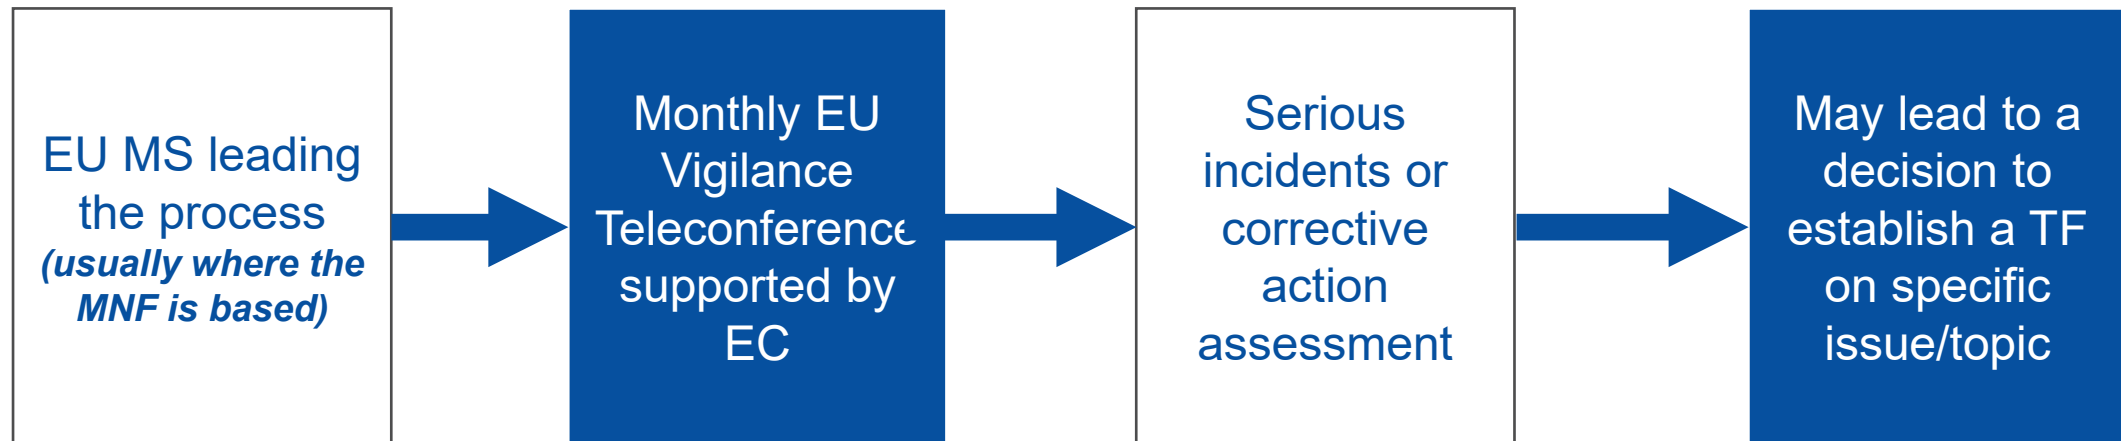 EU MS leading
the process
(usually where the
MNF is based)
Monthly EU
Vigilance
Teleconference
supported by
EC
Serious
incidents or
corrective
action
assessment
May lead to a
decision to
establish a TF
on specific
issue/topic